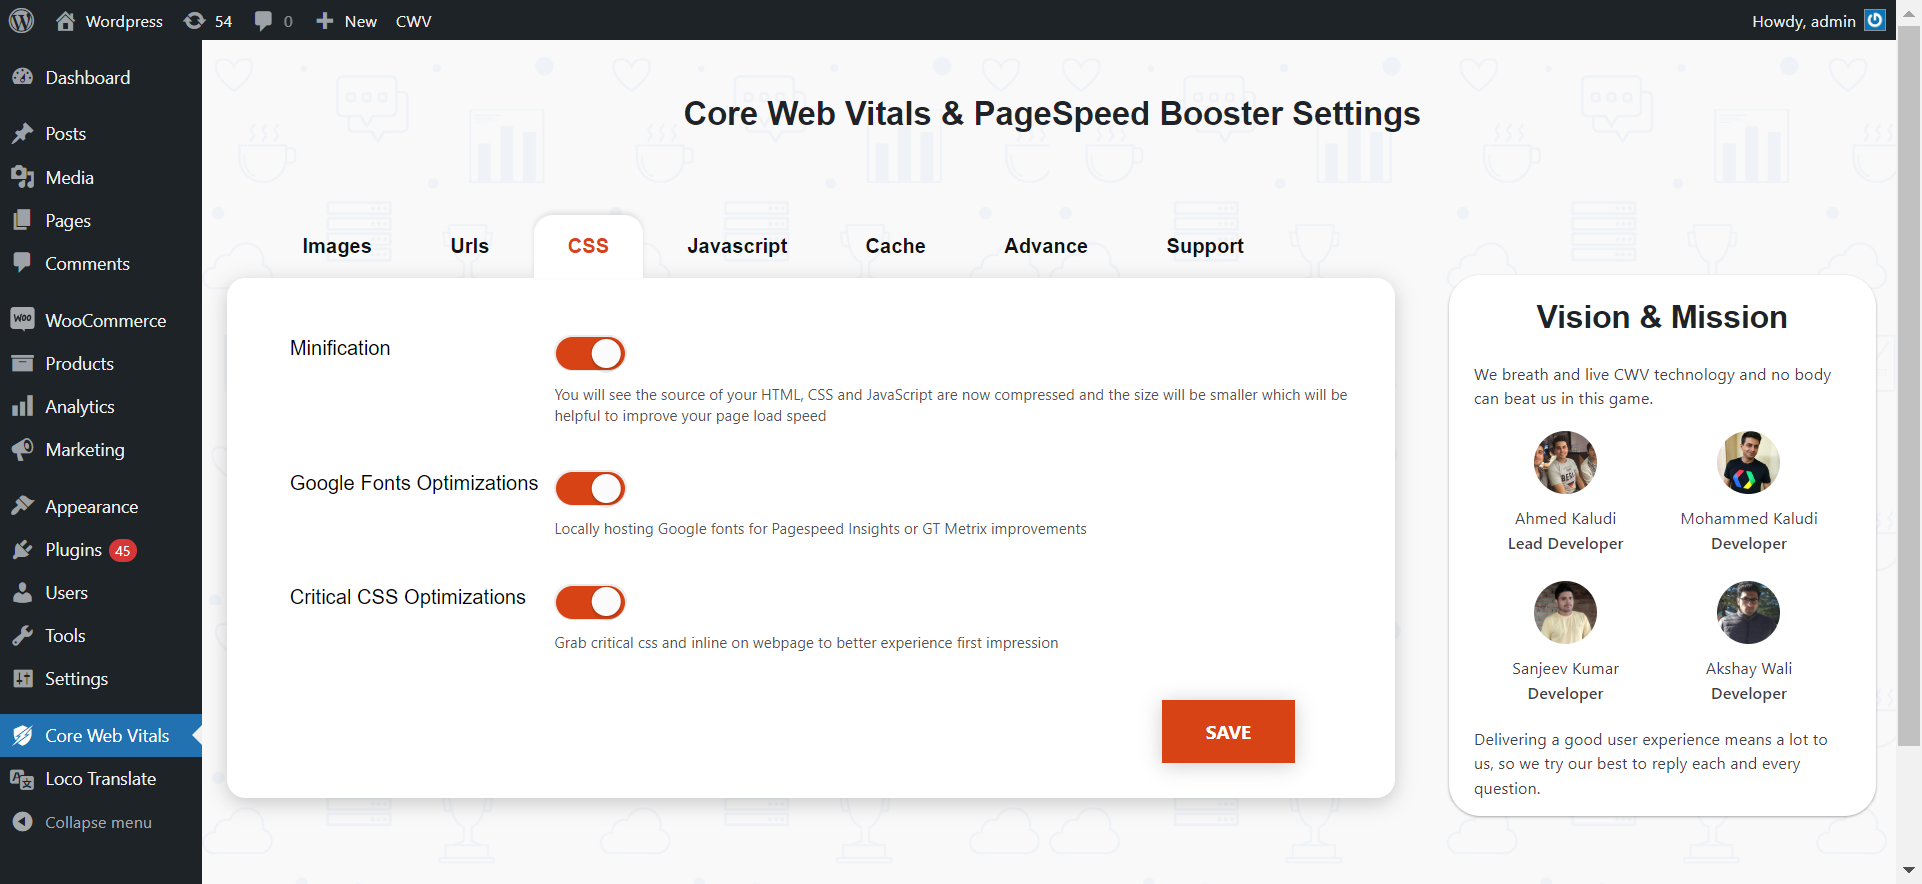 Wordpress
54
0
New
CWV
Howdy, admin
Dashboard
Posts
Media
Pages
Comments
Woo
WooCommerce
Products
Analytics
Marketing
Appearance
Plugins 45
Users
Tools
Settings
Core Web Vitals
Loco Translate
Collapse menu
Core Web Vitals & PageSpeed Booster Settings
Images
Urls
CSS
Javascript
Cache
Advance
Support
Minification
You will see the source of your HTML, CSS and JavaScript are now compressed and the size will be smaller which will be
helpful to improve your page load speed
Google Fonts Optimizations
Locally hosting Google fonts for Pagespeed Insights or GT Metrix improvements
Critical CSS Optimizations
Grab critical css and inline on webpage to better experience first impression
SAVE
Vision & Mission
We breath and live CWV technology and no body
can beat us in this game.
Ahmed Kaludi
Lead Developer
Mohammed Kaludi
Developer
Sanjeev Kumar
Developer
Akshay Wali
Developer
Delivering a good user experience means a lot to
us, so we try our best to reply each and every
question.